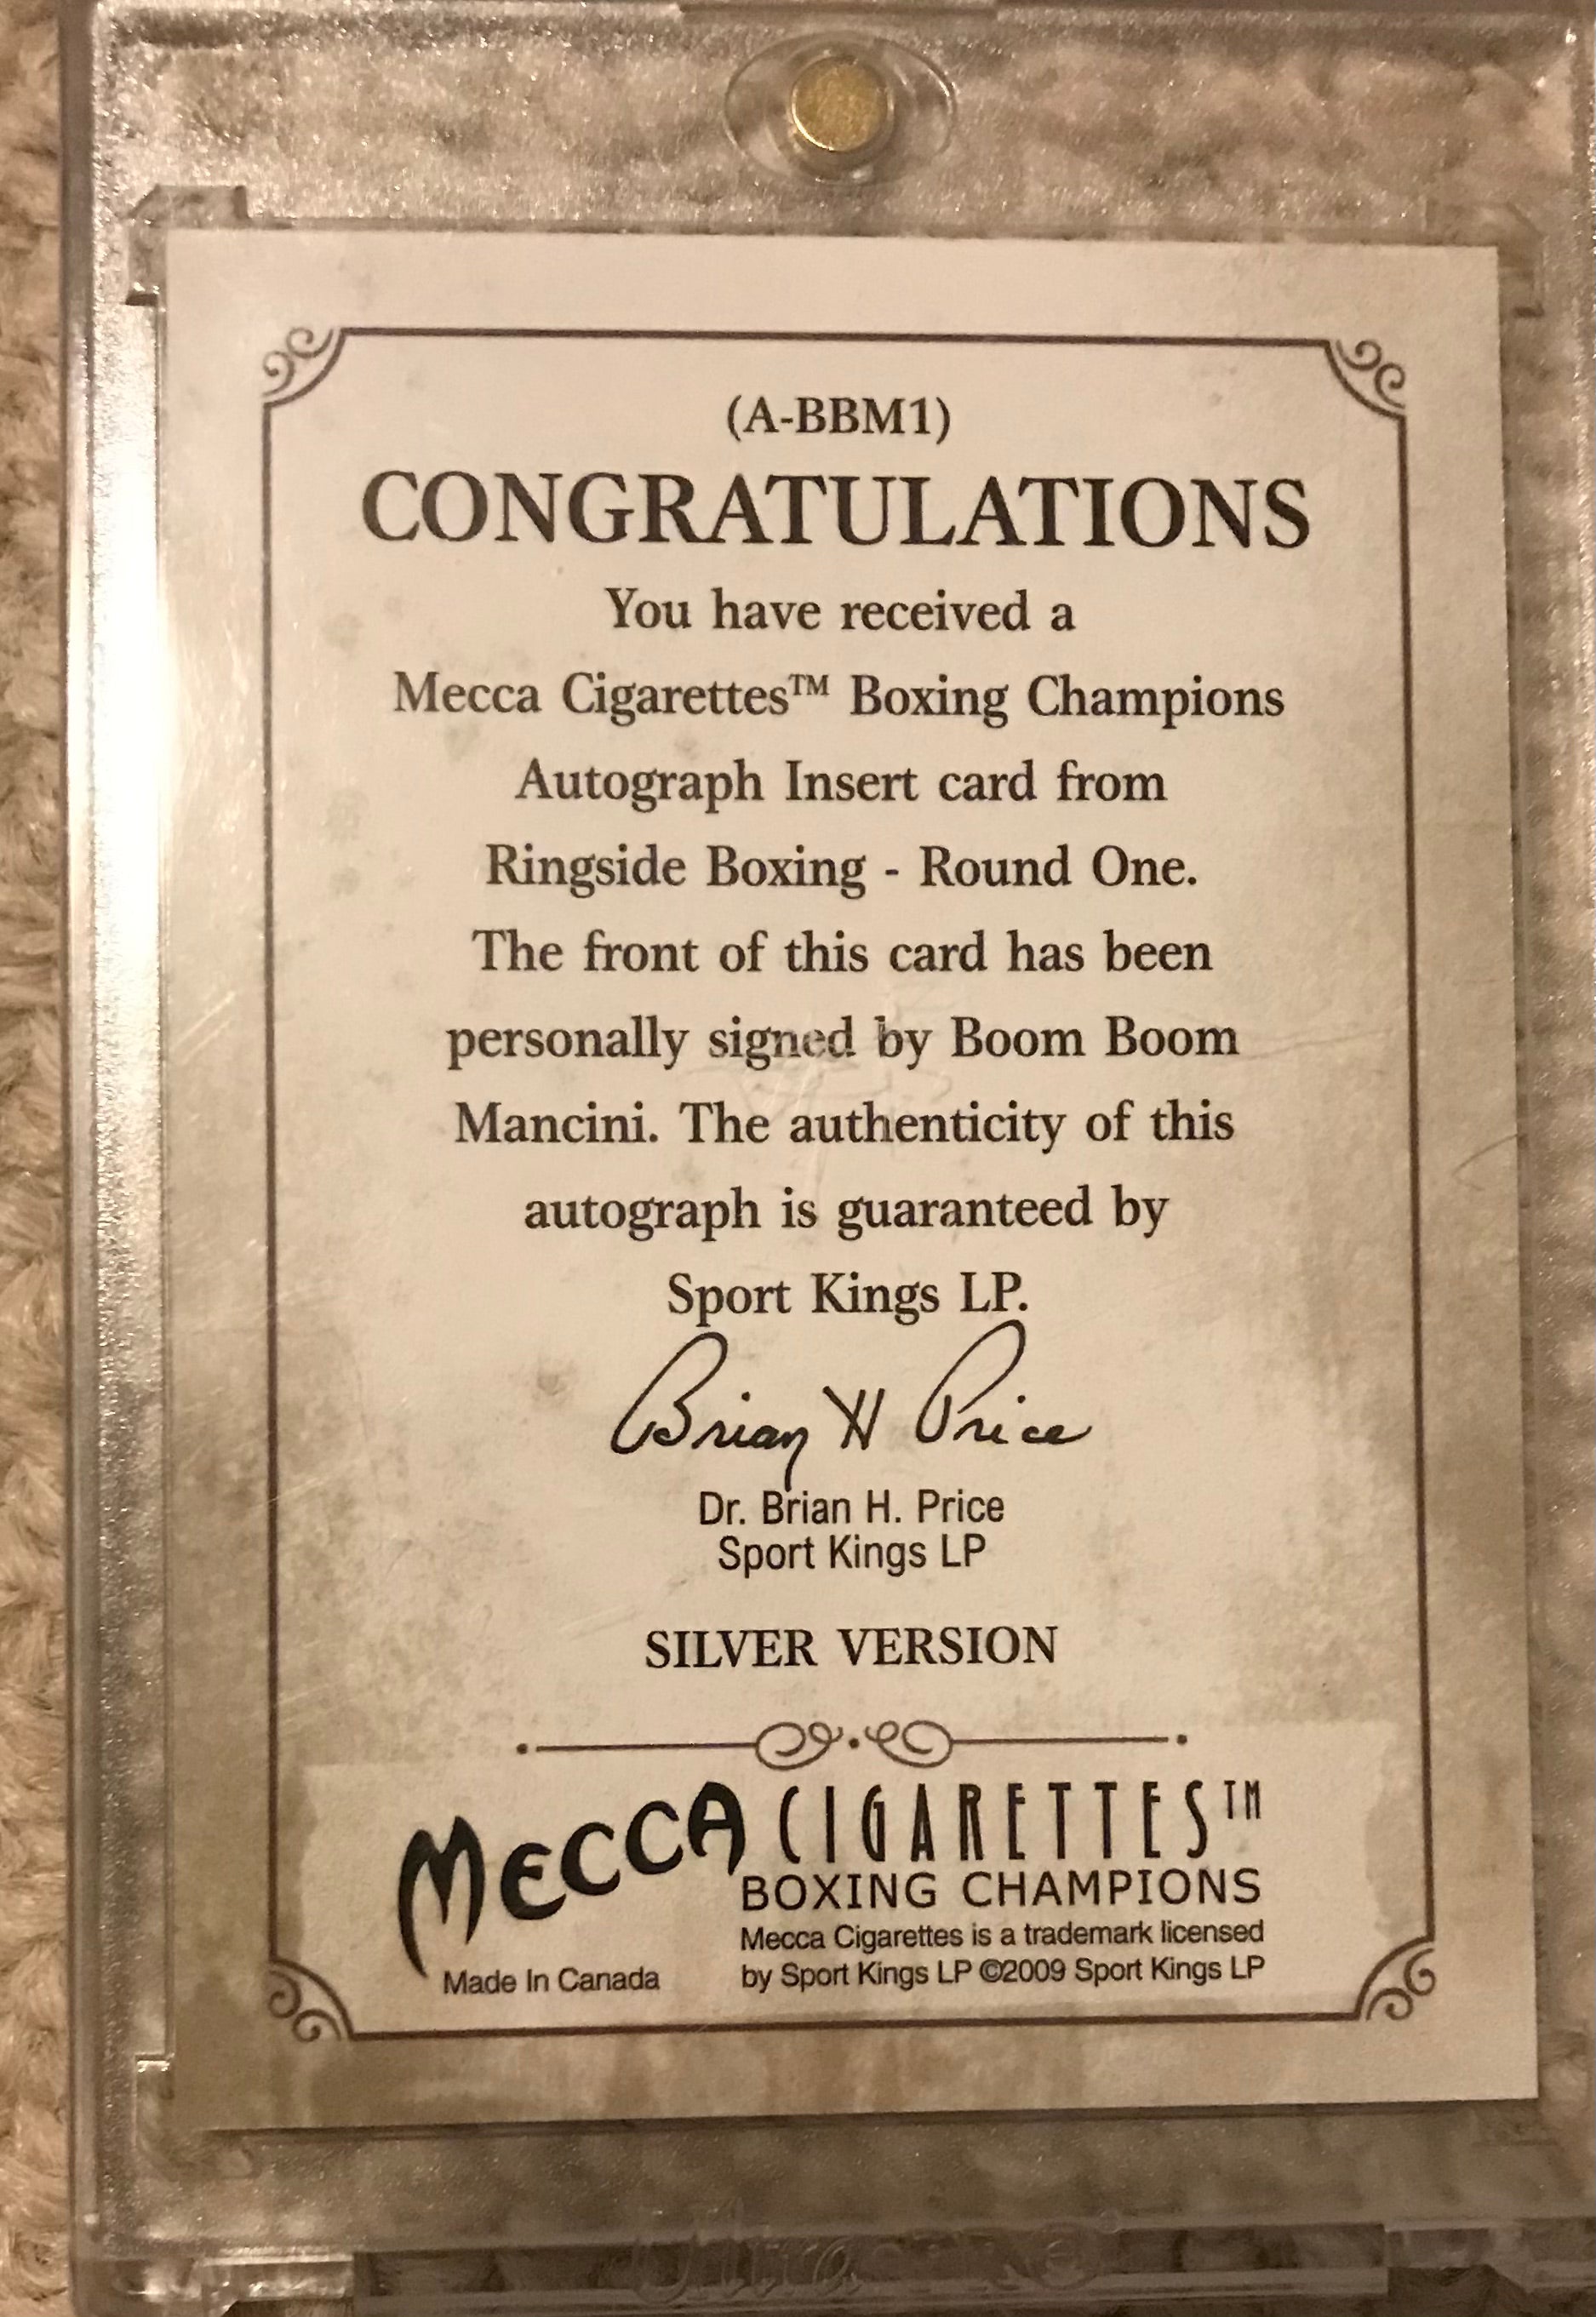 (A-BBM1)
CONGRATULATIONS
You have received a
Mecca Cigarettes™ Boxing Champions
Autograph Insert card from
Ringside Boxing - Round One.
The front of this card has been
personally signed by Boom Boom
Mancini. The authenticity of this
autograph is guaranteed by
Sport Kings LP.
Brian H Price
Dr. Brian H. Price
Sport Kings LP
SILVER VERSION
MECCA CIGARETTES™
BOXING CHAMPIONS
Mecca Cigarettes is a trademark licensed
by Sport Kings LP ©2009 Sport Kings LP
Made In Canada